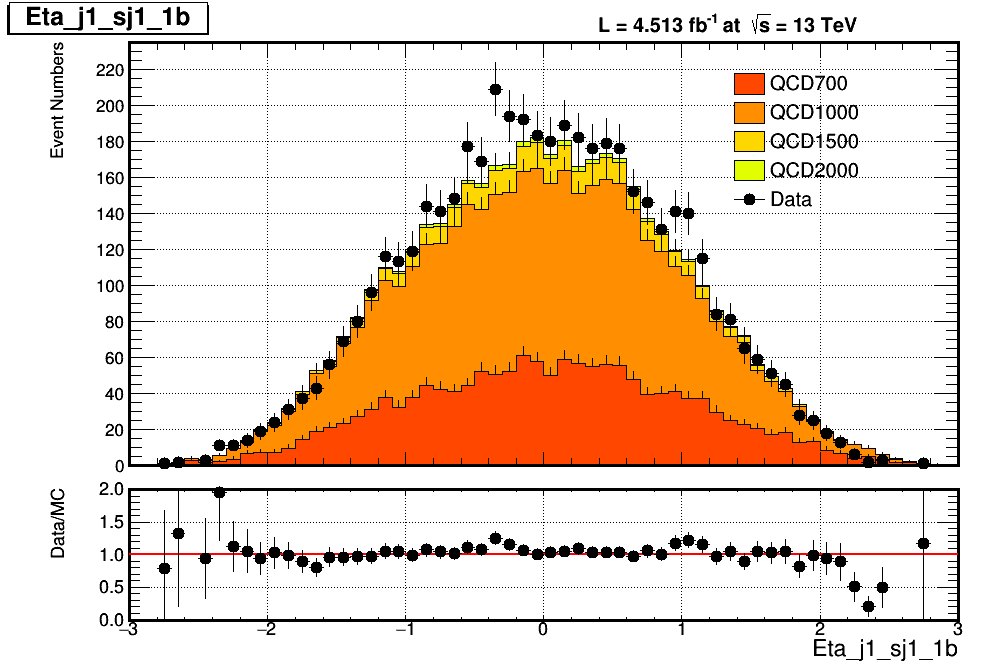 Eta_j1_sj1_1b
L = 4.513 fb-1 at √s = 13 TeV
Event Numbers
220
200
180
160
140
120
100
80
60
40
20
0
QCD700
QCD1000
QCD1500
QCD2000
Data
Data/MC
2.0
1.5
1.0
0.5
0.0
−3
−2
−1
0
1
2
3
Eta_j1_sj1_1b